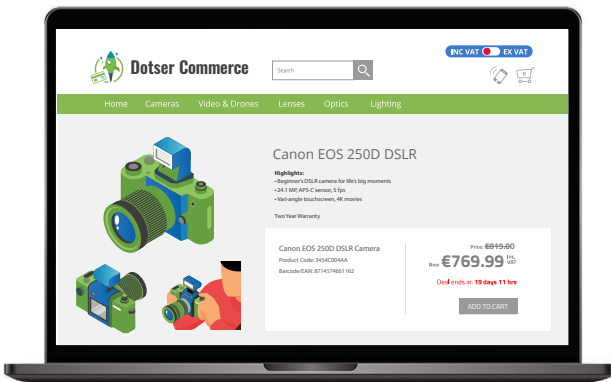 INC VAT EX VAT
Dotser Commerce
Search
Home Cameras Video & Drones Lenses Optics Lighting
Canon EOS 250D DSLR
Highlights:
• Beginner's DSLR camera for life's big moments
• 24.1 MP, APS-C sensor, 5 fps
• Vari-angle touchscreen, 4K movies
Two Year Warranty
Canon EOS 250D DSLR Camera
Product Code: 3454C004AA
Barcode/EAN: 8714574661162
Price €819.00
Now €769.99 Inc. VAT
Deal ends in: 19 days 11 hrs
ADD TO CART